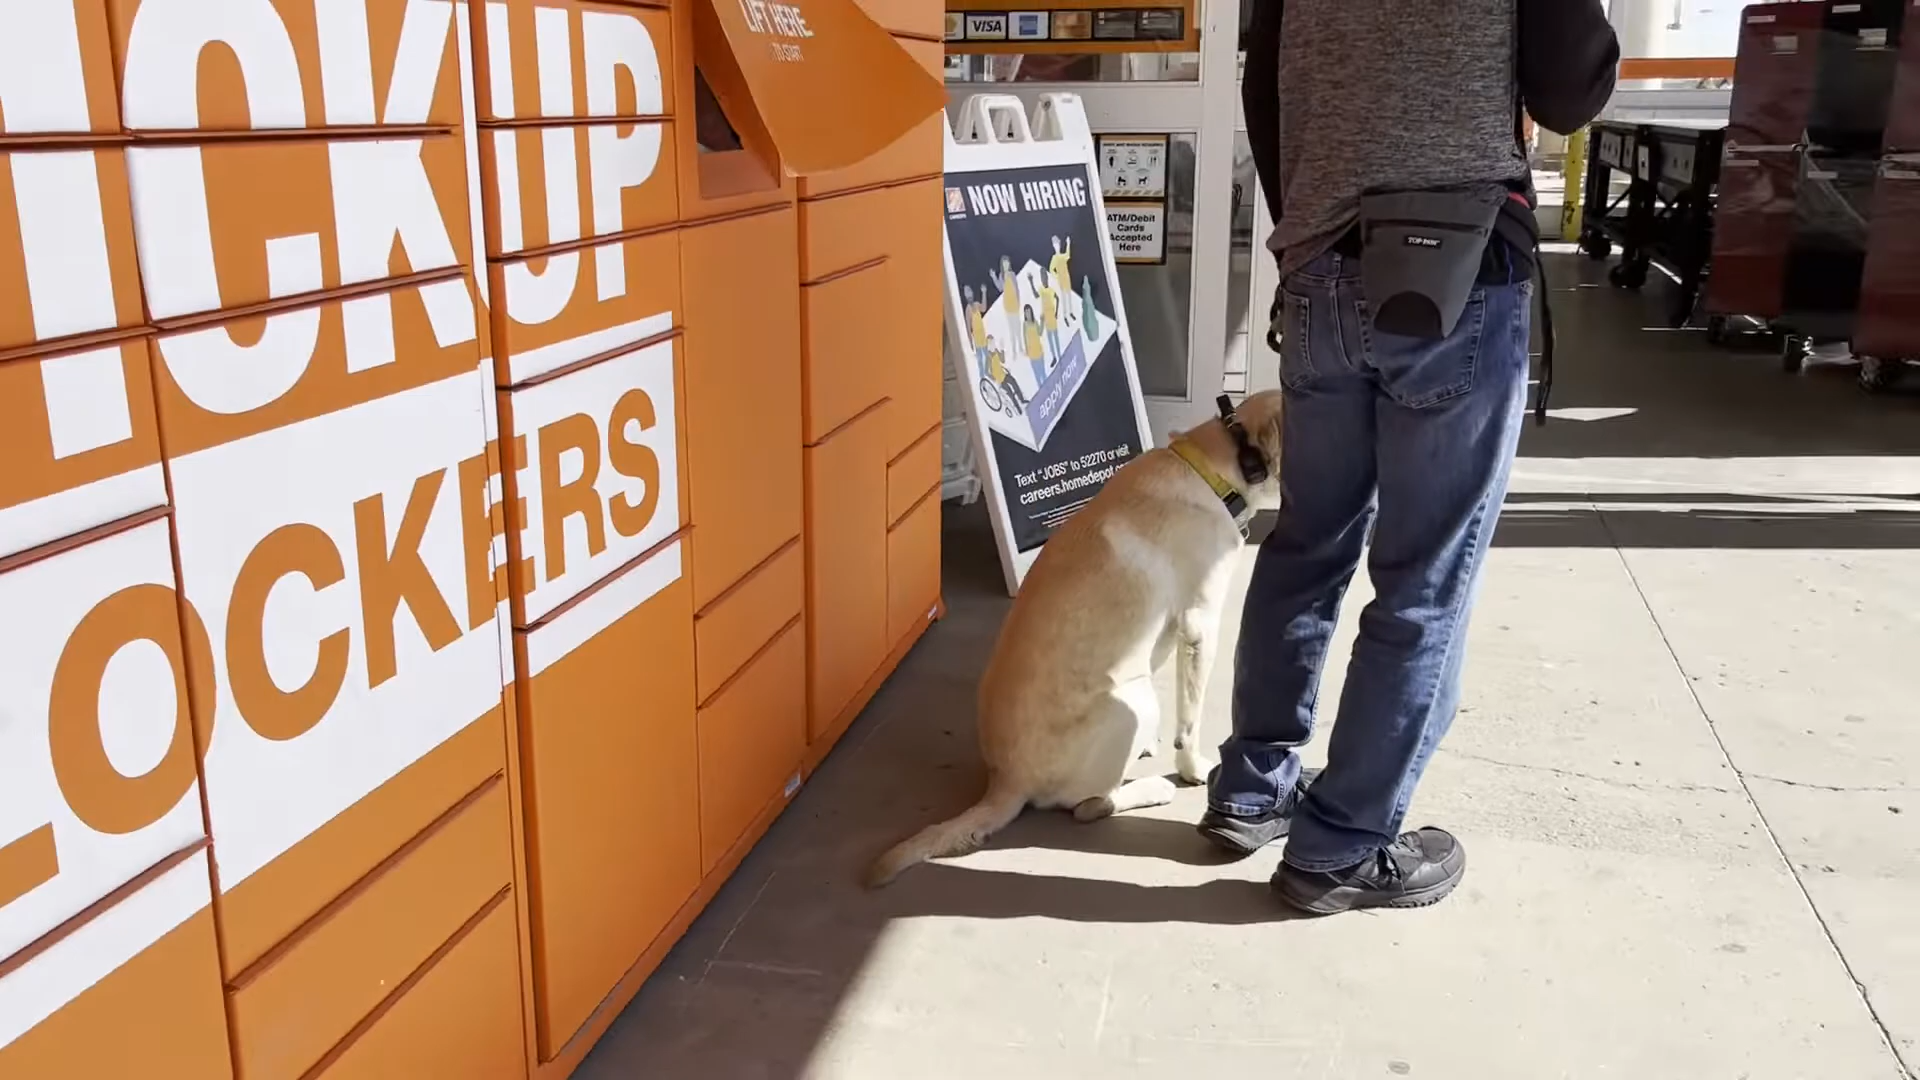 ICKUP
LOCKERS
LIFT HERE
TO START
VISA
NOW HIRING
apply now
Text "JOBS" to 52270 or visit
careers.homedepot
ATM/Debit
Cards
Accepted
Here
TOP PAW